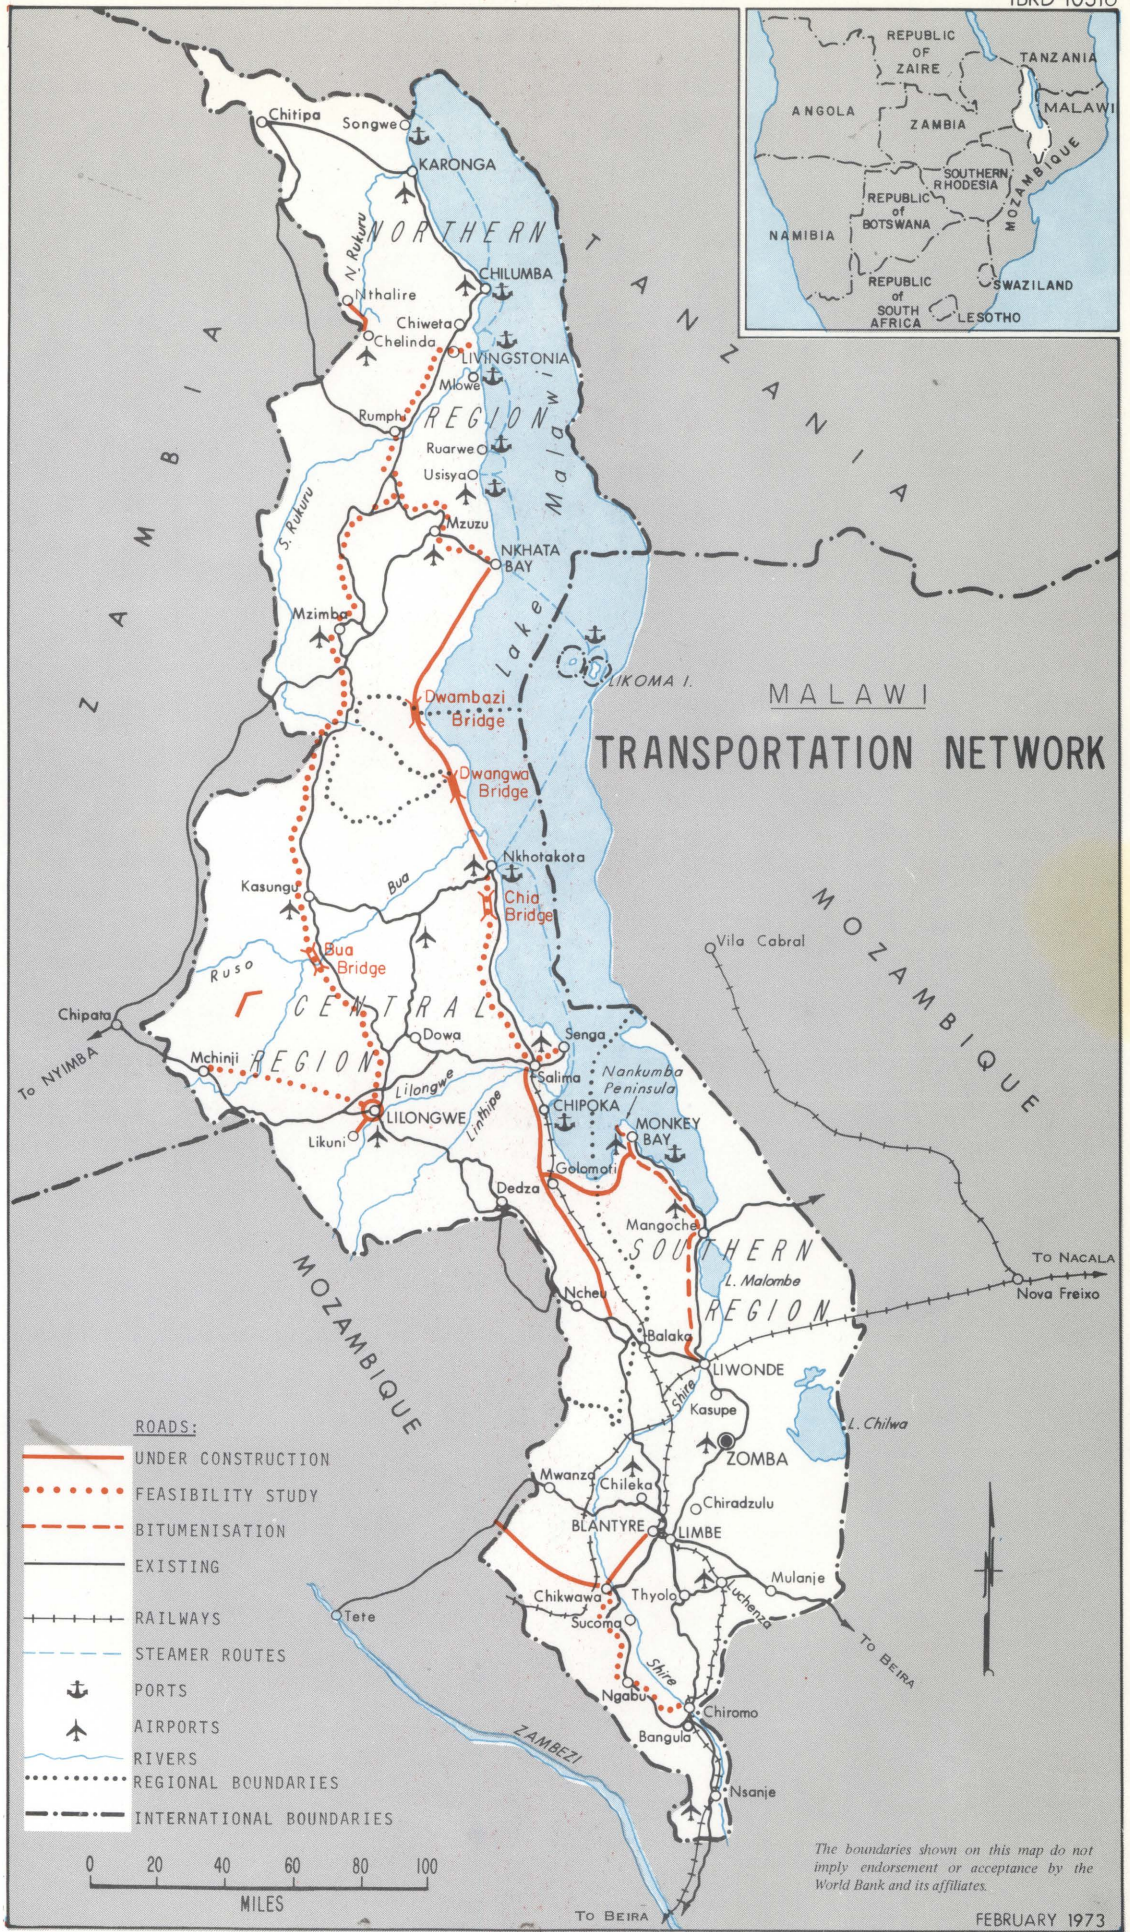 IBRD 10316
REPUBLIC
OF
ZAIRE
TANZANIA
ANGOLA
ZAMBIA
MALAWI
SOUTHERN
RHODESIA
MOZAMBIQUE
REPUBLIC
of
BOTSWANA
NAMIBIA
REPUBLIC
of
SOUTH
AFRICA
SWAZILAND
LESOTHO
Chitipa
Songwe
KARONGA
N. Rukuru
NORTHERN
TANZANIA
CHILUMBA
Nthalire
Chiweta
Chelinda
LIVINGSTONIA
Mlowe
ZAMBIA
Rumphi
REGION
Ruarwe
Usisya
Lake Malawi
S. Rukuru
Mzuzu
NKHATA
BAY
Mzimba
LIKOMA I.
Dwambazi
Bridge
MALAWI
TRANSPORTATION NETWORK
Dwangwa
Bridge
Nkhotakota
Kasungu
Bua
Chia
Bridge
MOZAMBIQUE
Vila Cabral
Bua
Bridge
Ruso
CENTRAL
Chipata
Dowa
Senga
Mchinji
REGION
To NYIMBA
Salima
Nankumba
Peninsula
Lilongwe
Linthipe
CHIPOKA
LILONGWE
MONKEY
BAY
Likuni
Golomoti
Dedza
Mangoche
SOUTHERN
MOZAMBIQUE
To NACALA
L. Malombe
Nova Freixo
Ncheu
REGION
Balaka
LIWONDE
Shire
Kasupe
L. Chilwa
ZOMBA
Mwanza
Chileka
Chiradzulu
BLANTYRE
LIMBE
Mulanje
Chikwawa
Thyolo
Luchenza
Tete
Sucoma
To BEIRA
Shire
Ngabu
Chiromo
Bangula
ZAMBEZI
Nsanje
To BEIRA
ROADS:
UNDER CONSTRUCTION
FEASIBILITY STUDY
BITUMENISATION
EXISTING
RAILWAYS
STEAMER ROUTES
PORTS
AIRPORTS
RIVERS
REGIONAL BOUNDARIES
INTERNATIONAL BOUNDARIES
0 20 40 60 80 100
MILES
The boundaries shown on this map do not
imply endorsement or acceptance by the
World Bank and its affiliates.
FEBRUARY 1973